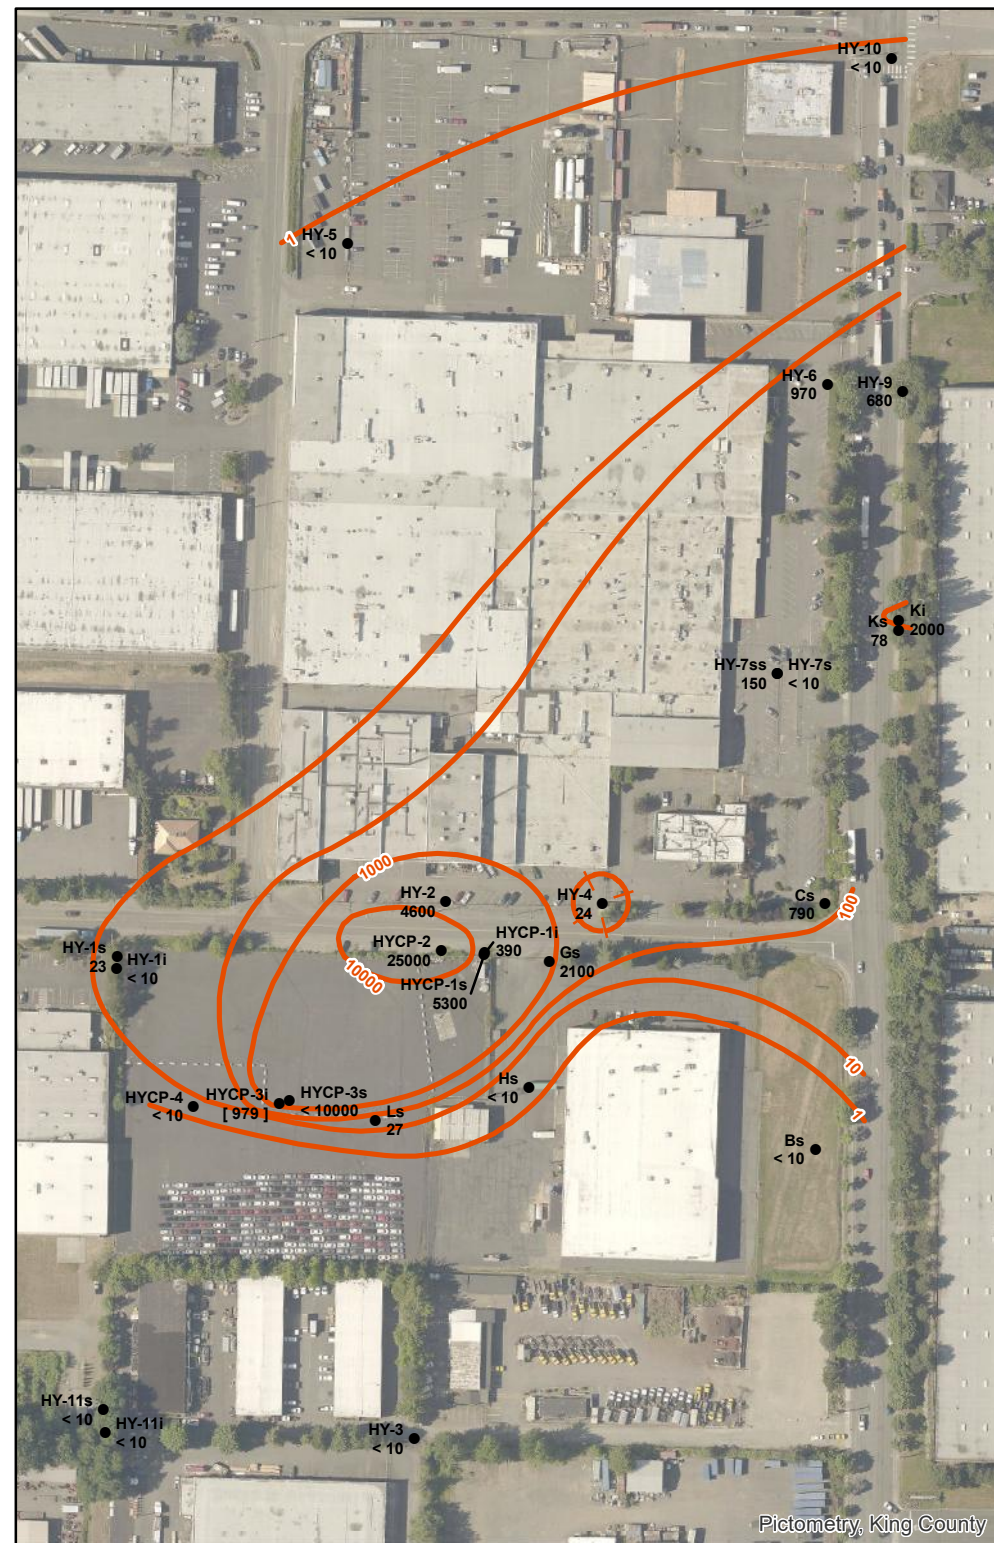 HY-10
< 10
1
HY-5
< 10
HY-6
970
HY-9
680
Ki
2000
Ks
78
HY-7ss
150
HY-7s
< 10
1000
HY-2
4600
HY-4
24
Cs
790
100
HYCP-2
25000
HYCP-1i
390
HY-1s
23
HY-1i
< 10
Gs
2100
10000
HYCP-1s
5300
10
Hs
< 10
HYCP-4
< 10
HYCP-3i
[ 979 ]
HYCP-3s
< 10000
Ls
27
1
Bs
< 10
HY-11s
< 10
HY-11i
< 10
HY-3
< 10
Pictometry, King County